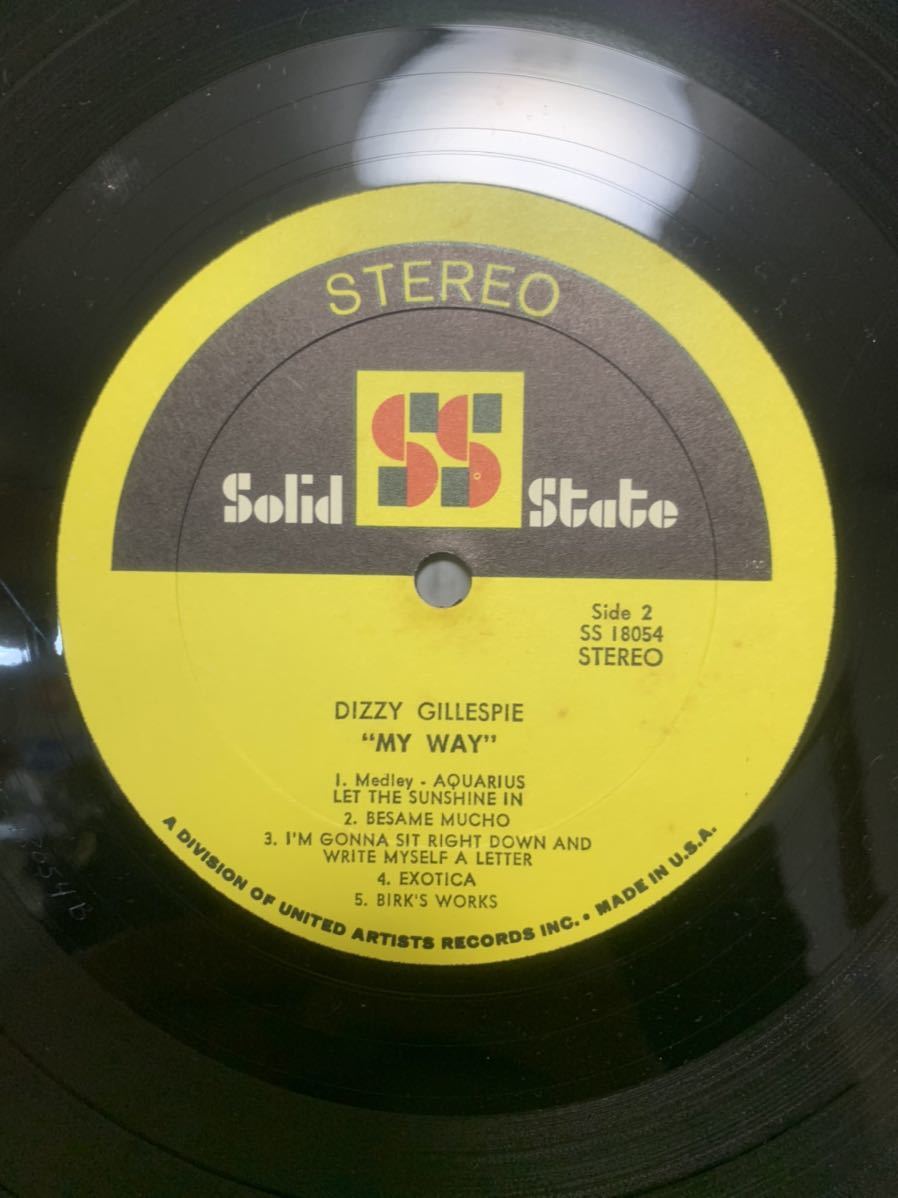 STEREO
SS
Solid State
Side 2
SS 18054
STEREO
DIZZY GILLESPIE
"MY WAY"
1. Medley - AQUARIUS
LET THE SUNSHINE IN
2. BESAME MUCHO
3. I'M GONNA SIT RIGHT DOWN AND
WRITE MYSELF A LETTER
4. EXOTICA
5. BIRK'S WORKS
A DIVISION OF UNITED ARTISTS RECORDS INC. • MADE IN U.S.A.